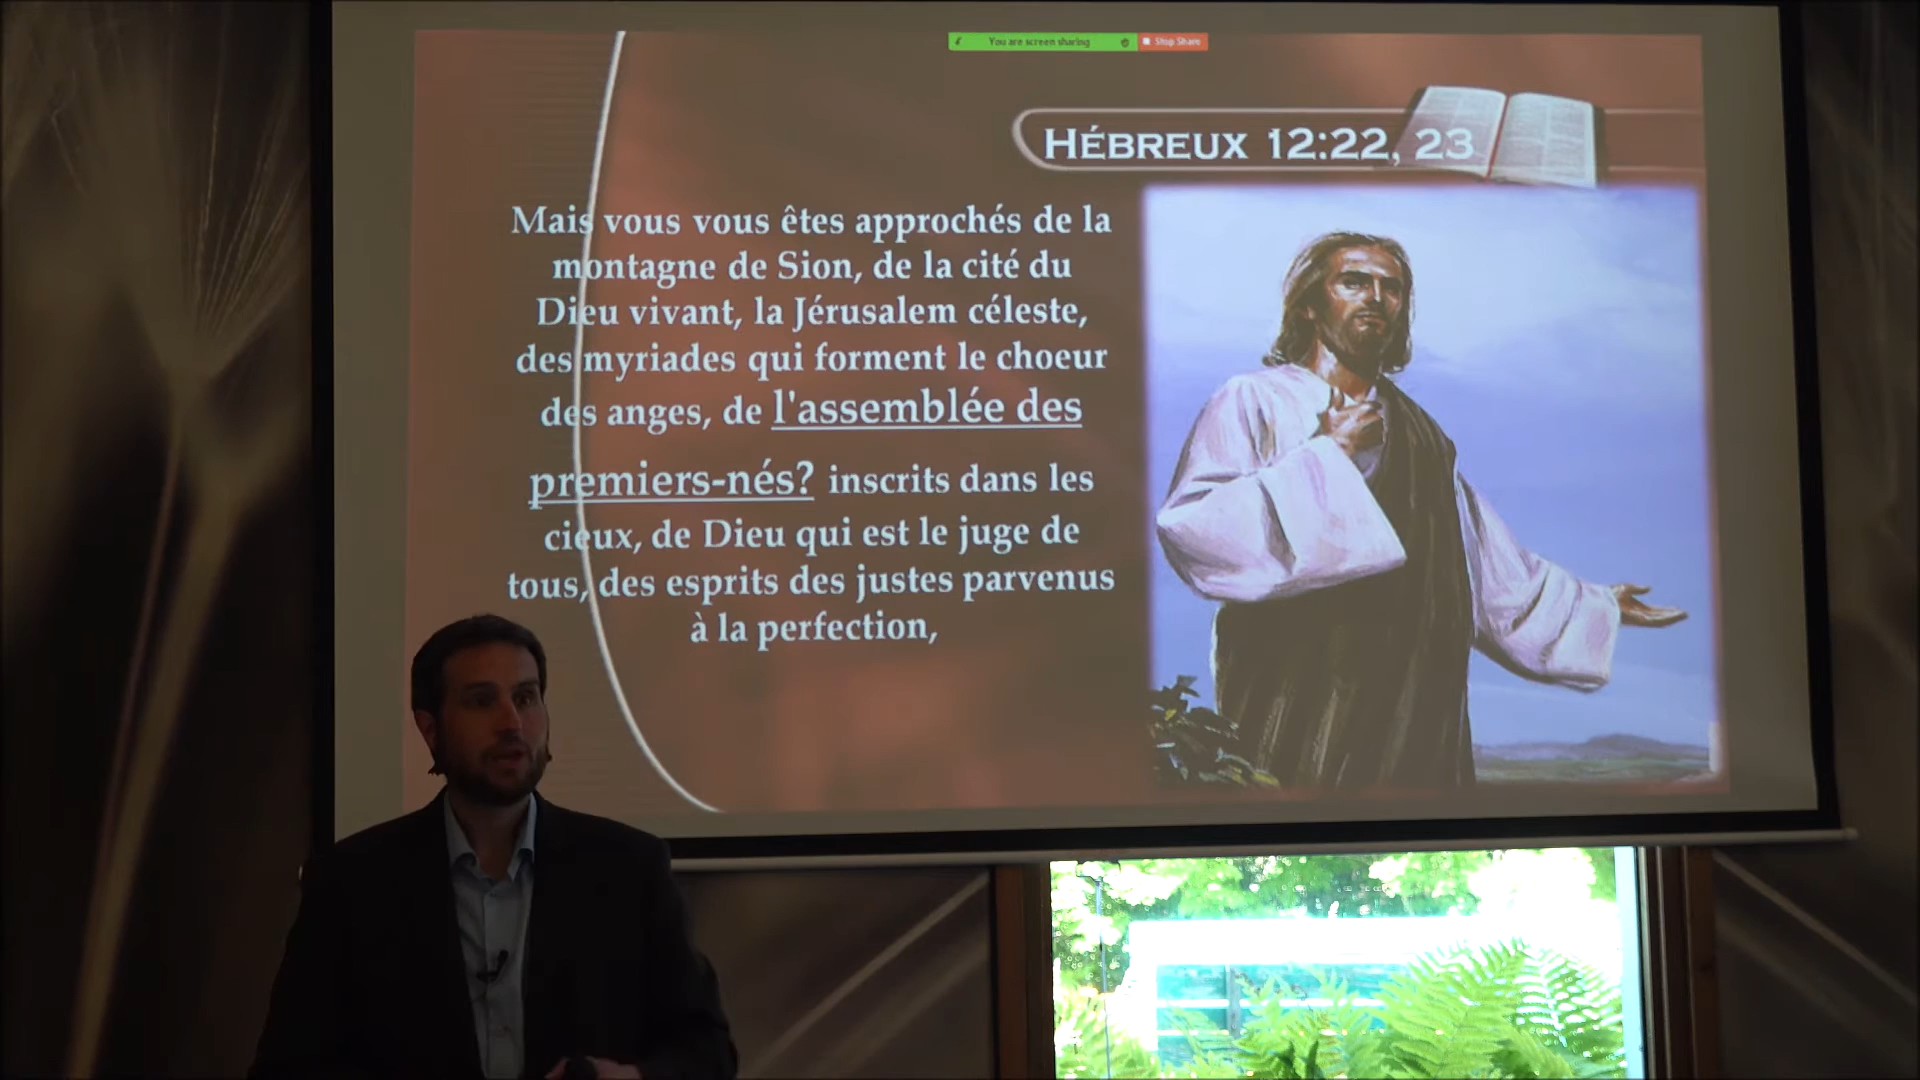 You are screen sharing
Stop Share
HÉBREUX 12:22, 23
Mais vous vous êtes approchés de la
montagne de Sion, de la cité du
Dieu vivant, la Jérusalem céleste,
des myriades qui forment le choeur
des anges, de l'assemblée des
premiers-nés? inscrits dans les
cieux, de Dieu qui est le juge de
tous, des esprits des justes parvenus
à la perfection,